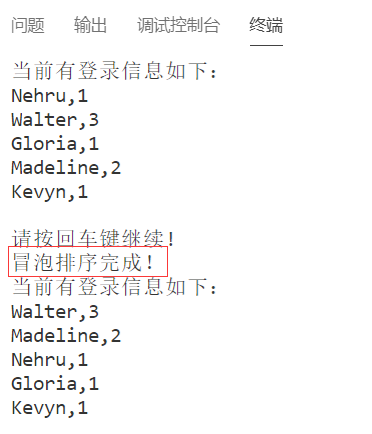 问题 输出 调试控制台 终端
当前有登录信息如下：
Nehru,1
Walter,3
Gloria,1
Madeline,2
Kevyn,1
请按回车键继续！
冒泡排序完成！
当前有登录信息如下：
Walter,3
Madeline,2
Nehru,1
Gloria,1
Kevyn,1